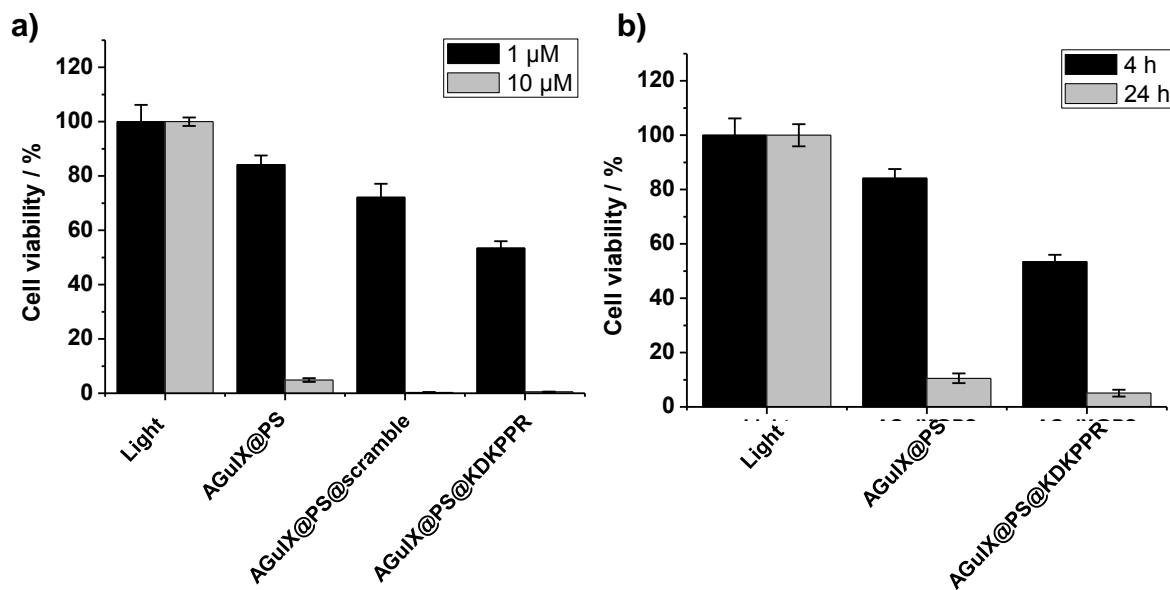 a)
1 µM
10 µM
120
100
80
60
40
20
0
Cell viability / %
Light
AGuIX@PS
AGuIX@PS@scramble
AGuIX@PS@KDKPPR
b)
4 h
24 h
120
100
80
60
40
20
0
Cell viability / %
Light
AGuIX@PS
AGuIX@PS@KDKPPR